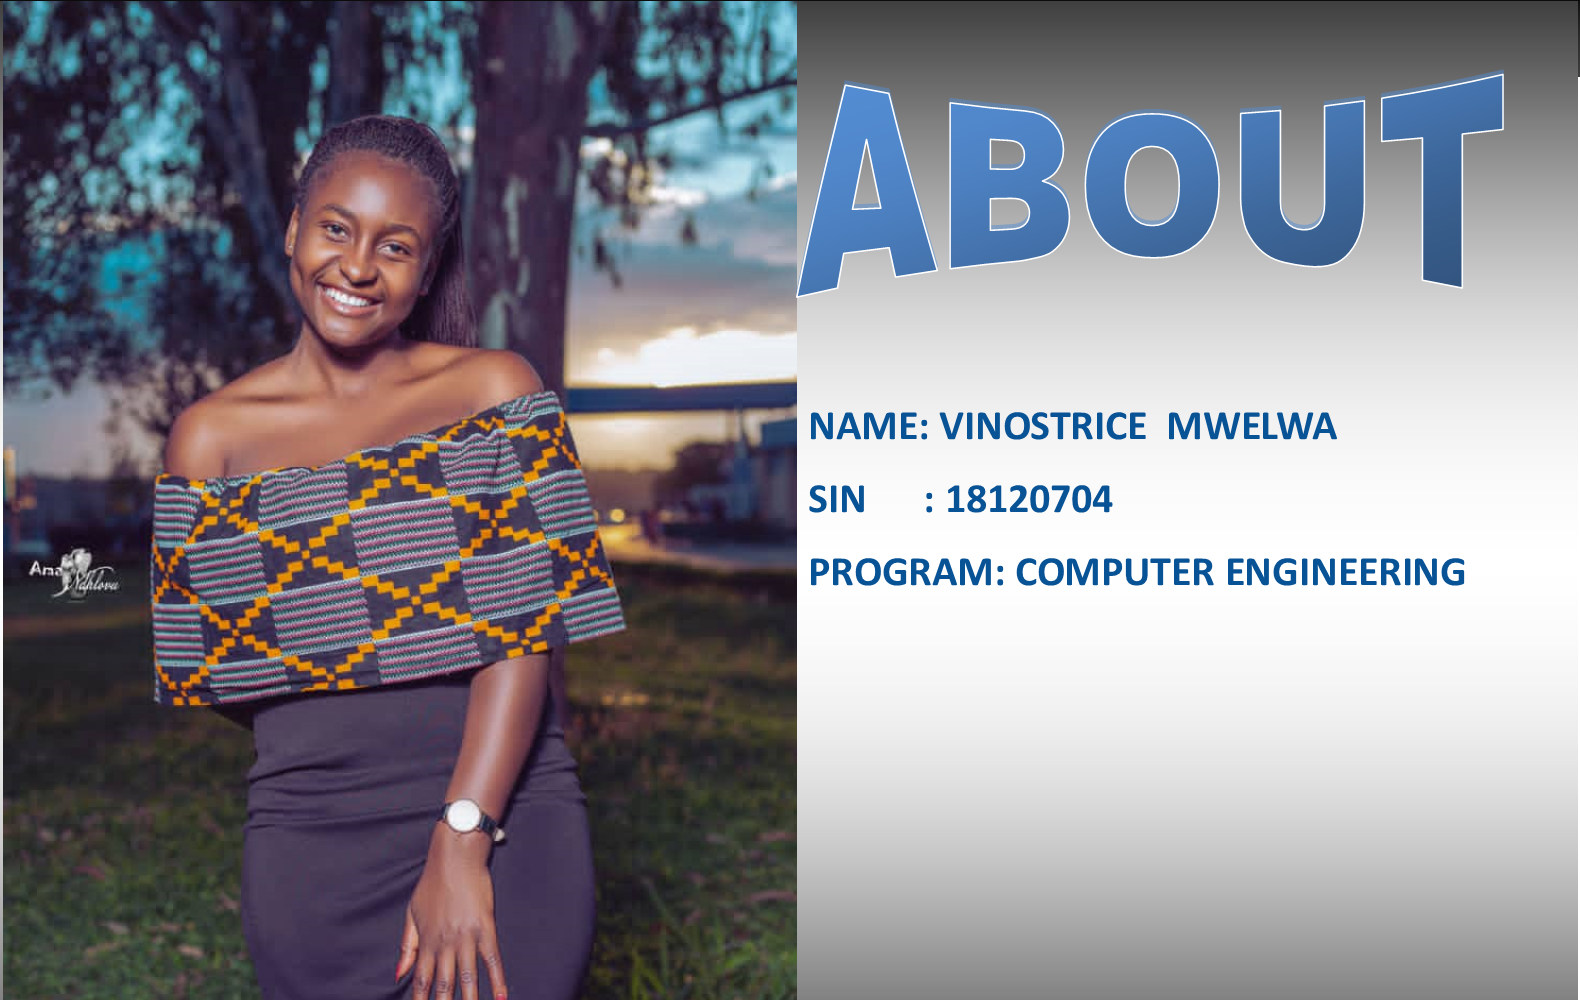 ABOUT
NAME: VINOSTRICE MWELWA
SIN : 18120704
PROGRAM: COMPUTER ENGINEERING